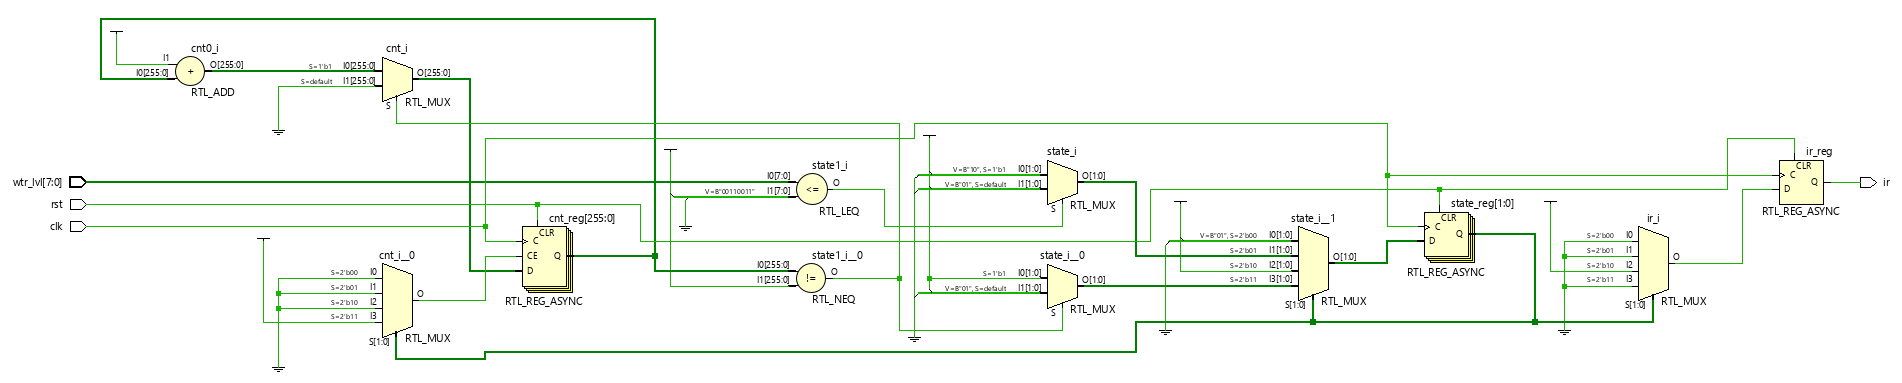 cnt0_i
I1
I0[255:0]
+
O[255:0]
RTL_ADD
cnt_i
S=1'b1
I0[255:0]
S=default
I1[255:0]
O[255:0]
S
RTL_MUX
wtr_lvl[7:0]
rst
clk
cnt_i__0
S=2'b00
I0
S=2'b01
I1
S=2'b10
I2
S=2'b11
I3
O
S[1:0]
RTL_MUX
cnt_reg[255:0]
CLR
C
CE
D
Q
RTL_REG_ASYNC
state1_i
I0[7:0]
V=B"00110011"
I1[7:0]
<=
O
RTL_LEQ
state1_i__0
I0[255:0]
I1[255:0]
!=
O
RTL_NEQ
state_i
V=B"10", S=1'b1
I0[1:0]
V=B"01", S=default
I1[1:0]
O[1:0]
S
RTL_MUX
state_i__0
S=1'b1
I0[1:0]
V=B"01", S=default
I1[1:0]
O[1:0]
S
RTL_MUX
state_i__1
V=B"01", S=2'b00
I0[1:0]
S=2'b01
I1[1:0]
S=2'b10
I2[1:0]
S=2'b11
I3[1:0]
O[1:0]
S[1:0]
RTL_MUX
state_reg[1:0]
CLR
C
D
Q
RTL_REG_ASYNC
ir_i
S=2'b00
I0
S=2'b01
I1
S=2'b10
I2
S=2'b11
I3
O
S[1:0]
RTL_MUX
ir_reg
CLR
C
D
Q
RTL_REG_ASYNC
ir